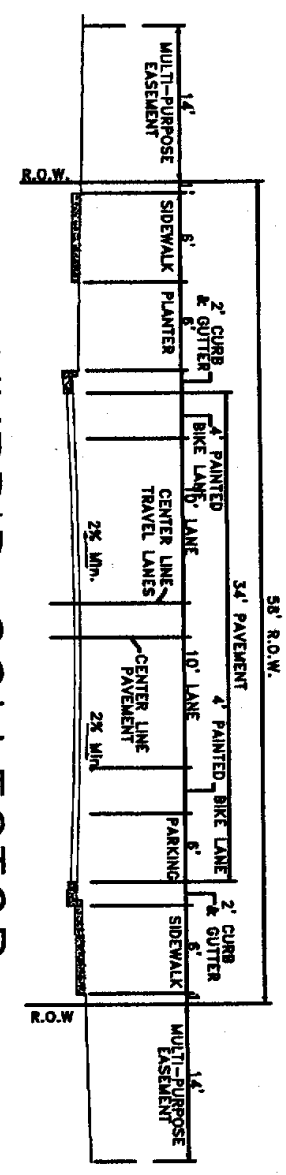 58' R.O.W.
34' PAVEMENT
14'
MULTI-PURPOSE
EASEMENT
R.O.W.
1'
6'
SIDEWALK
6'
PLANTER
2' CURB
& GUTTER
4' PAINTED
BIKE LANE
10' LANE
CENTER LINE
TRAVEL LANES
CENTER LINE
PAVEMENT
10' LANE
4' PAINTED BIKE LANE
6'
PARKING
2' CURB
& GUTTER
6'
SIDEWALK
1'
R.O.W
14'
MULTI-PURPOSE
EASEMENT
2% Min.
2% Min.